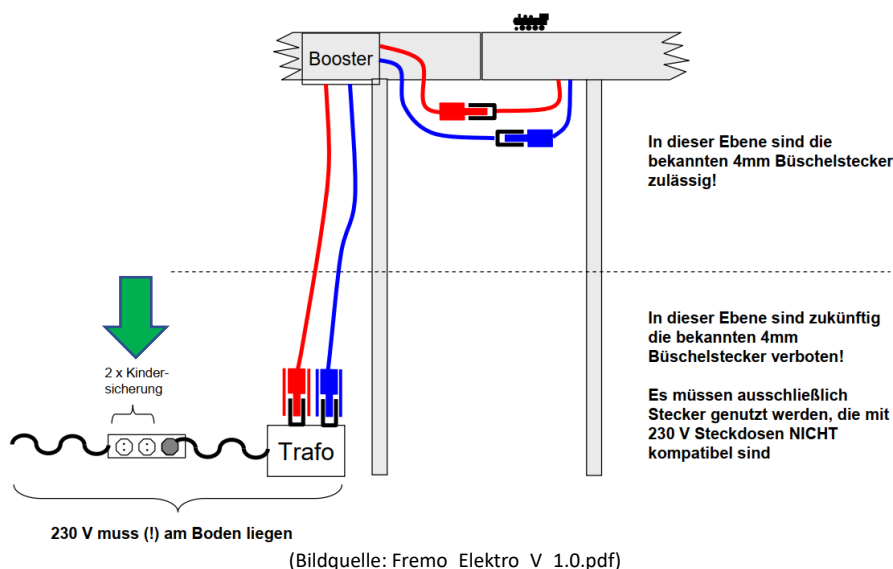 Booster
In dieser Ebene sind die
bekannten 4mm Büschelstecker
zulässig!
In dieser Ebene sind zukünftig
die bekannten 4mm
Büschelstecker verboten!
Es müssen ausschließlich
Stecker genutzt werden, die mit
230 V Steckdosen NICHT
kompatibel sind
2 x Kinder-
sicherung
Trafo
230 V muss (!) am Boden liegen
(Bildquelle: Fremo_Elektro_V_1.0.pdf)